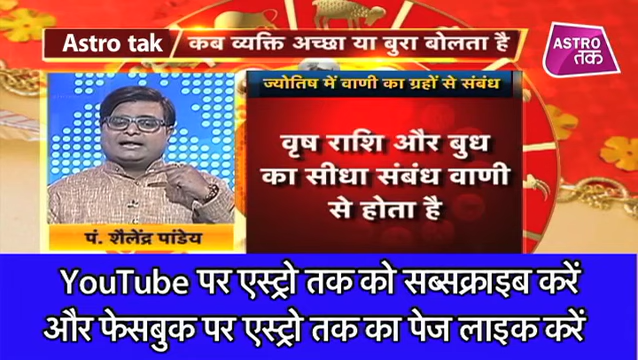 Astro tak कब व्यक्ति अच्छा या बुरा बोलता है
ASTRO
तक
ज्योतिष में वाणी का ग्रहों से संबंध
वृष राशि और बुध
का सीधा संबंध वाणी
से होता है
पं. शैलेंद्र पांडेय
YouTube पर एस्ट्रो तक को सब्सक्राइब करें
और फेसबुक पर एस्ट्रो तक का पेज लाइक करें